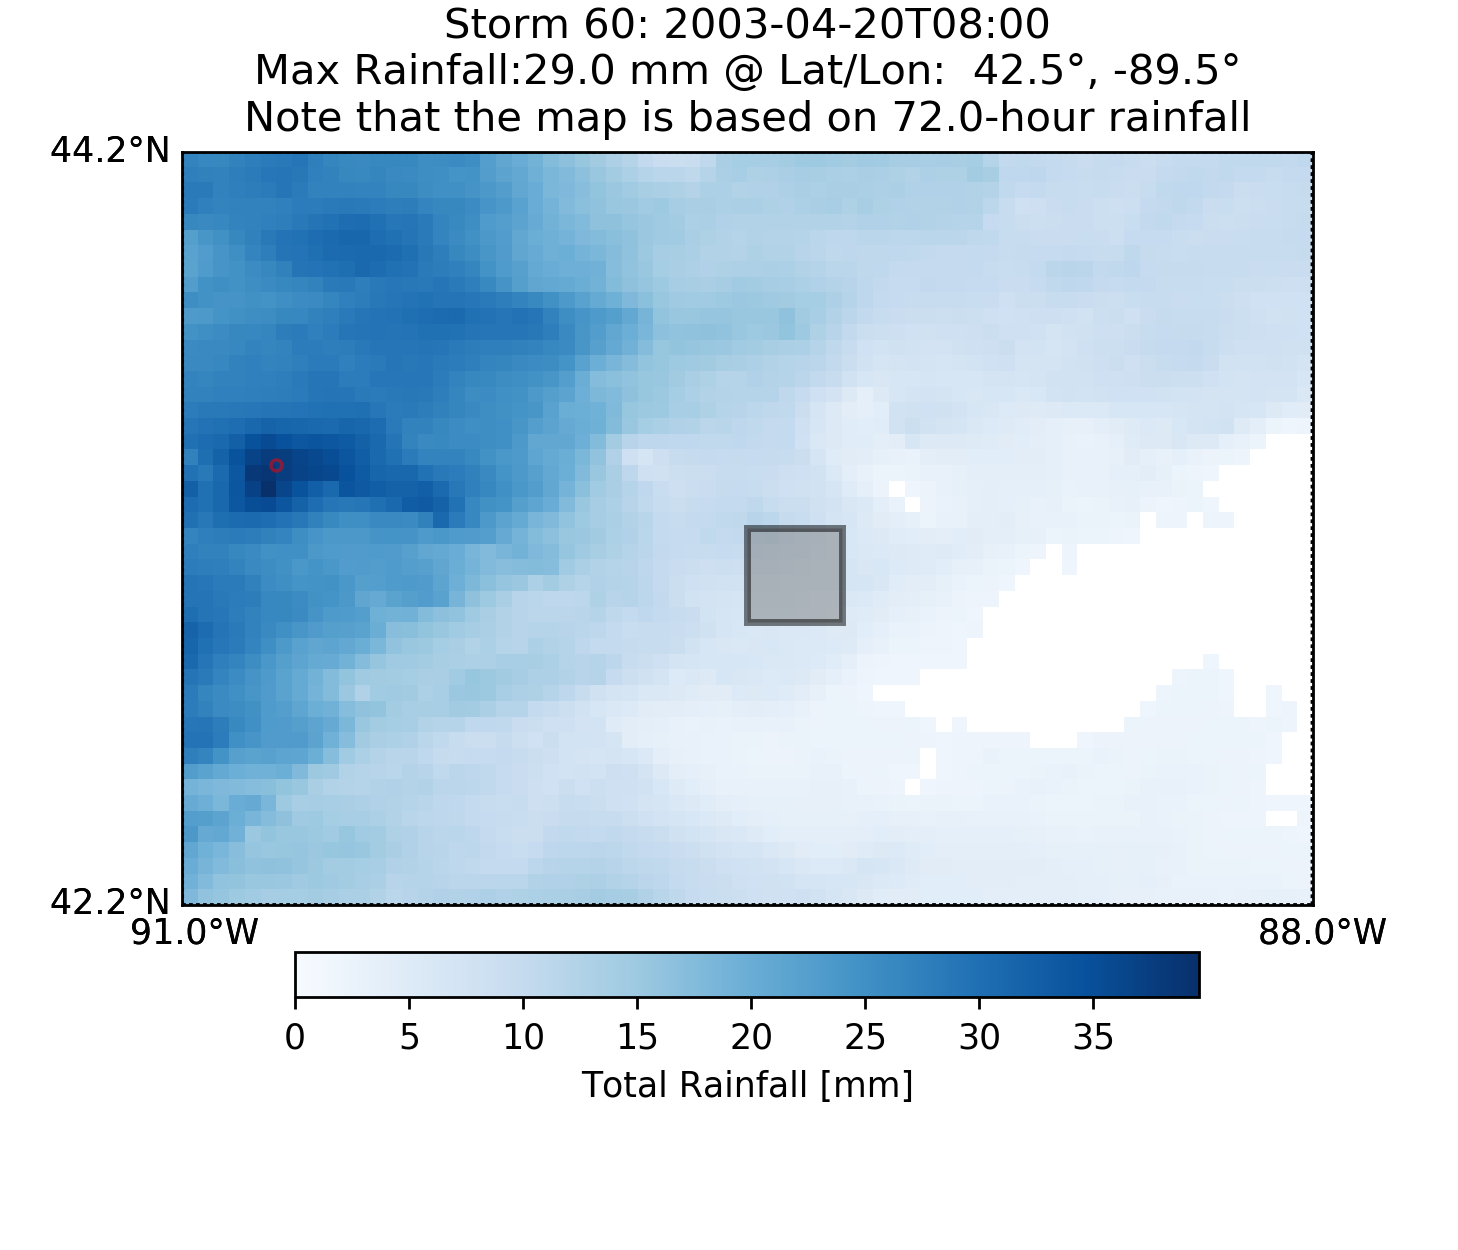 Storm 60: 2003-04-20T08:00
Max Rainfall:29.0 mm @ Lat/Lon:  42.5°, -89.5°
Note that the map is based on 72.0-hour rainfall
44.2°N
42.2°N
91.0°W 88.0°W
0 5 10 15 20 25 30 35
Total Rainfall [mm]